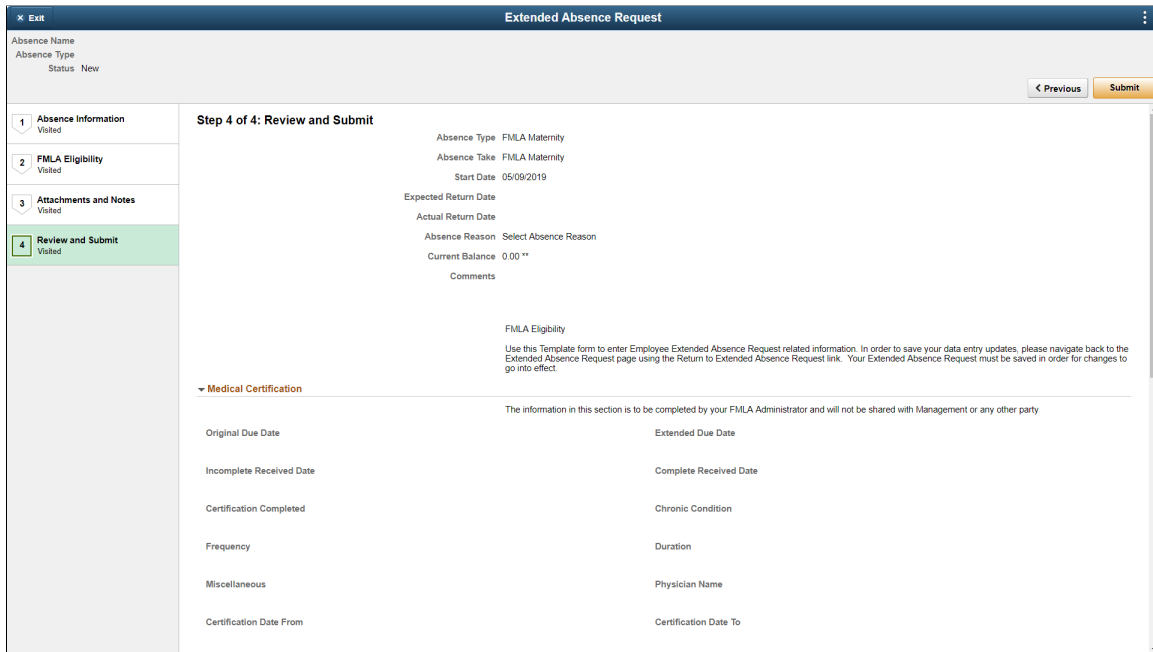 × Exit
Extended Absence Request
Absence Name
Absence Type
Status New
Previous
Submit
1 Absence Information
Visited
2 FMLA Eligibility
Visited
3 Attachments and Notes
Visited
4 Review and Submit
Visited
Step 4 of 4: Review and Submit
Absence Type FMLA Maternity
Absence Take FMLA Maternity
Start Date 05/09/2019
Expected Return Date
Actual Return Date
Absence Reason Select Absence Reason
Current Balance 0.00 **
Comments
FMLA Eligibility
Use this Template form to enter Employee Extended Absence Request related information. In order to save your data entry updates, please navigate back to the
Extended Absence Request page using the Return to Extended Absence Request link. Your Extended Absence Request must be saved in order for changes to
go into effect.
Medical Certification
The information in this section is to be completed by your FMLA Administrator and will not be shared with Management or any other party
Original Due Date Extended Due Date
Incomplete Received Date Complete Received Date
Certification Completed Chronic Condition
Frequency Duration
Miscellaneous Physician Name
Certification Date From Certification Date To